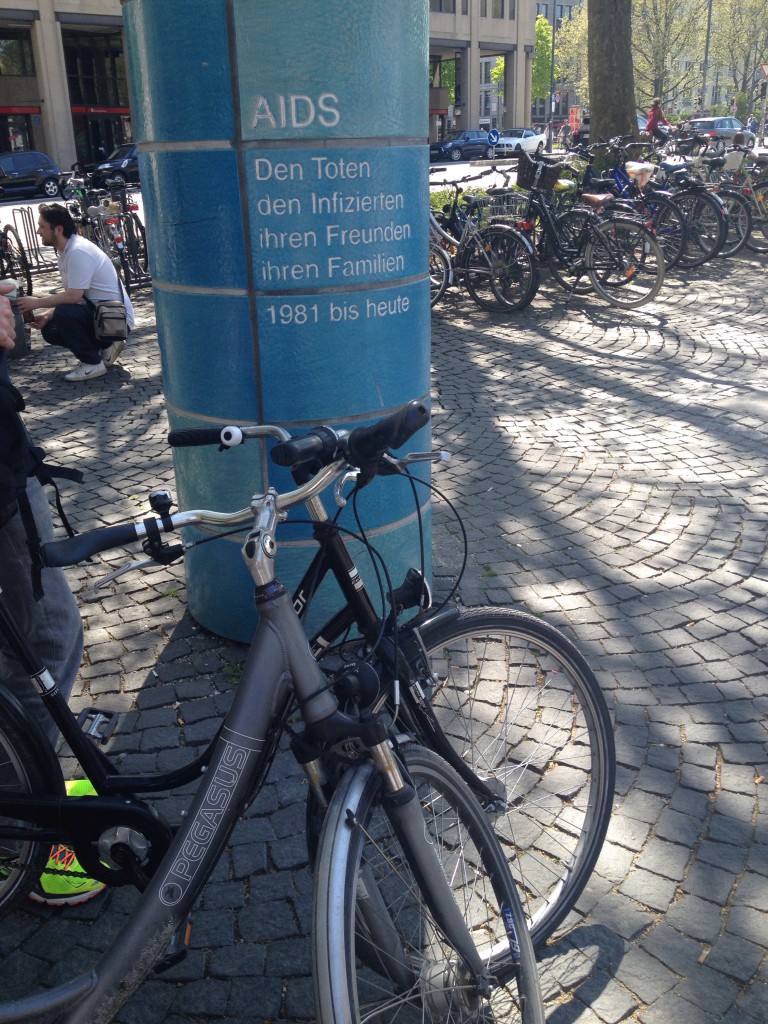 AIDS
Den Toten
den Infizierten
ihren Freunden
ihren Familien
1981 bis heute
PEGASUS